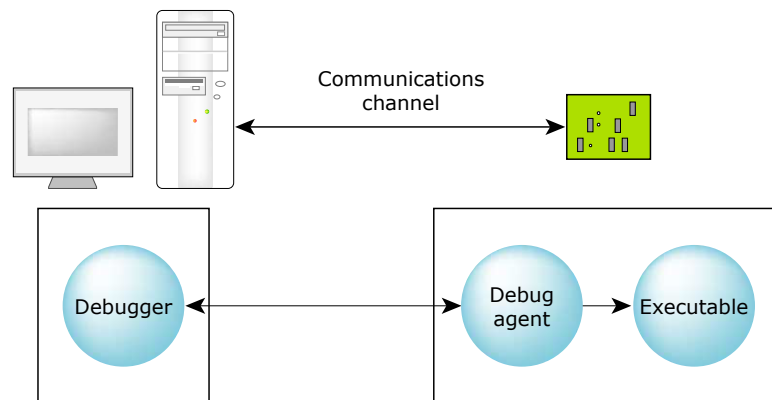 Communications
channel
Debugger
Debug
agent
Executable